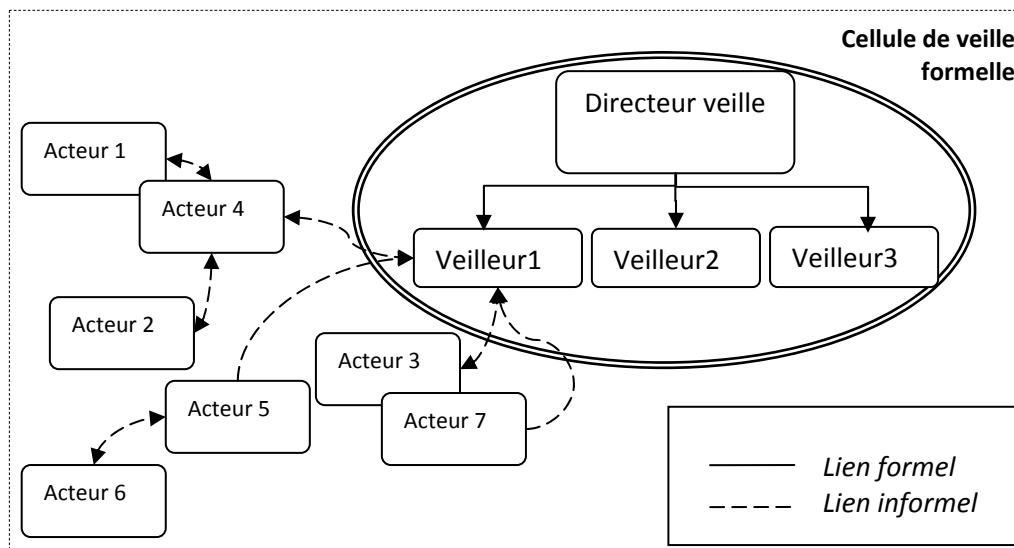 Cellule de veille
formelle
Directeur veille
Acteur 1
Acteur 4
Veilleur1
Veilleur2
Veilleur3
Acteur 2
Acteur 3
Acteur 5
Acteur 7
Acteur 6
Lien formel
Lien informel